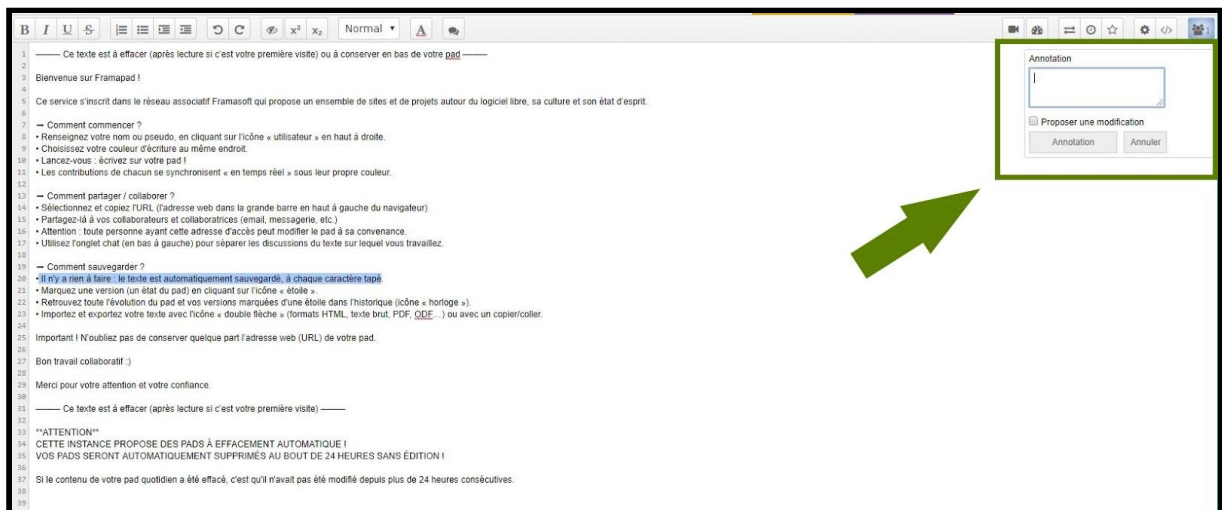 B I U S x² x₂ Normal A </> 1
1 ——— Ce texte est à effacer (après lecture si c'est votre première visite) ou à conserver en bas de votre pad ———
2
3 Bienvenue sur Framapad !
4
5 Ce service s'inscrit dans le réseau associatif Framasoft qui propose un ensemble de sites et de projets autour du logiciel libre, sa culture et son état d'esprit.
6
7 → Comment commencer ?
8 • Renseignez votre nom ou pseudo, en cliquant sur l'icône « utilisateur » en haut à droite.
9 • Choisissez votre couleur d'écriture au même endroit.
10 • Lancez-vous : écrivez sur votre pad !
11 • Les contributions de chacun se synchronisent « en temps réel » sous leur propre couleur.
12
13 → Comment partager / collaborer ?
14 • Sélectionnez et copiez l'URL (l'adresse web dans la grande barre en haut à gauche du navigateur)
15 • Partagez-là à vos collaborateurs et collaboratrices (email, messagerie, etc.)
16 • Attention : toute personne ayant cette adresse d'accès peut modifier le pad à sa convenance.
17 • Utilisez l'onglet chat (en bas à gauche) pour séparer les discussions du texte sur lequel vous travaillez.
18
19 → Comment sauvegarder ?
20 • Il n'y a rien à faire : le texte est automatiquement sauvegardé, à chaque caractère tapé.
21 • Marquez une version (un état du pad) en cliquant sur l'icône « étoile ».
22 • Retrouvez toute l'évolution du pad et vos versions marquées d'une étoile dans l'historique (icône « horloge »).
23 • Importez et exportez votre texte avec l'icône « double flèche » (formats HTML, texte brut, PDF, ODF…) ou avec un copier/coller.
24
25 Important ! N'oubliez pas de conserver quelque part l'adresse web (URL) de votre pad.
26
27 Bon travail collaboratif :)
28
29 Merci pour votre attention et votre confiance.
30
31 ——— Ce texte est à effacer (après lecture si c'est votre première visite) ———
32
33 **ATTENTION**
34 CETTE INSTANCE PROPOSE DES PADS À EFFACEMENT AUTOMATIQUE !
35 VOS PADS SERONT AUTOMATIQUEMENT SUPPRIMÉS AU BOUT DE 24 HEURES SANS ÉDITION !
36
37 Si le contenu de votre pad quotidien a été effacé, c'est qu'il n'avait pas été modifié depuis plus de 24 heures consécutives.
38
39
Annotation
Proposer une modification
Annotation Annuler